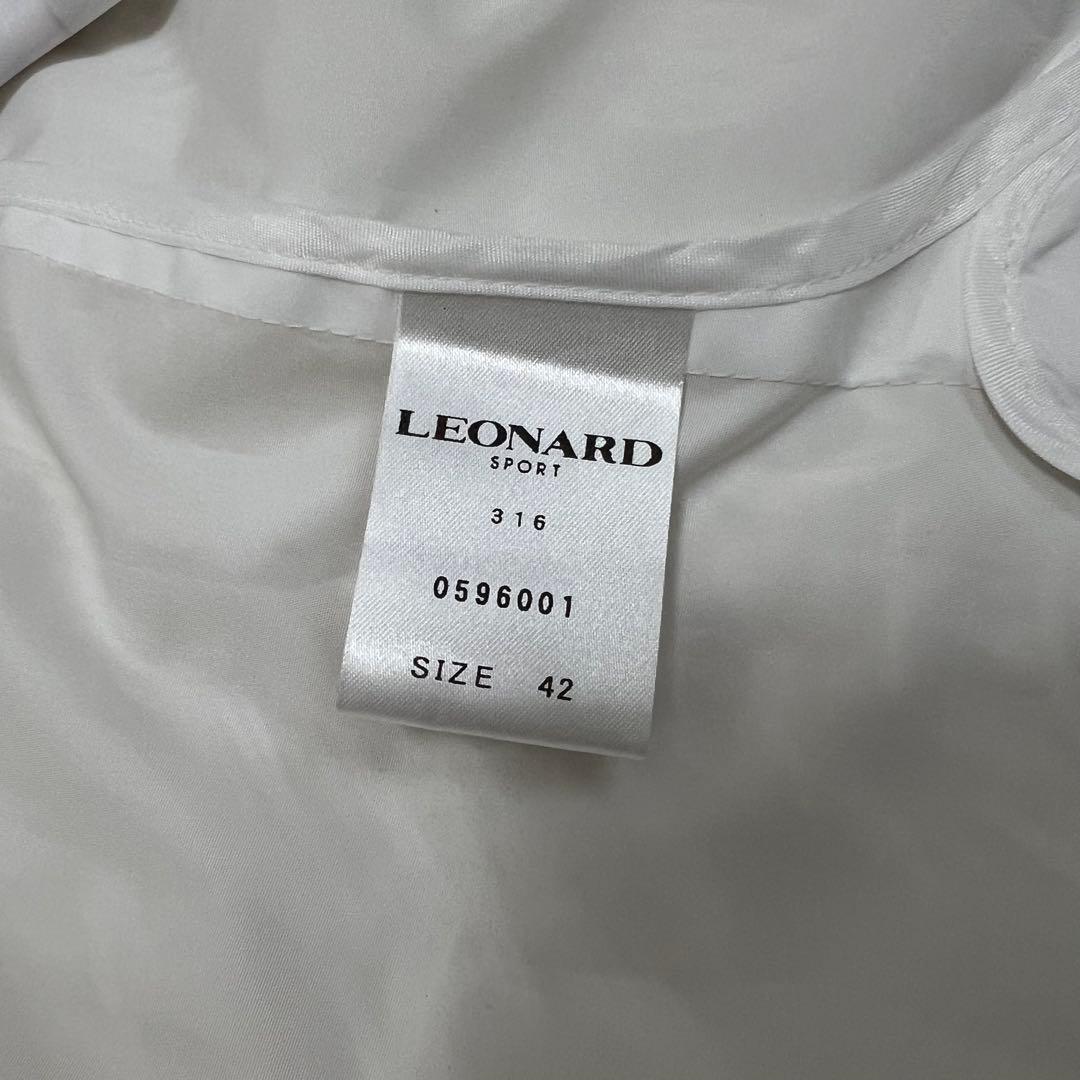 LEONARD
SPORT
316
0596001
SIZE 42